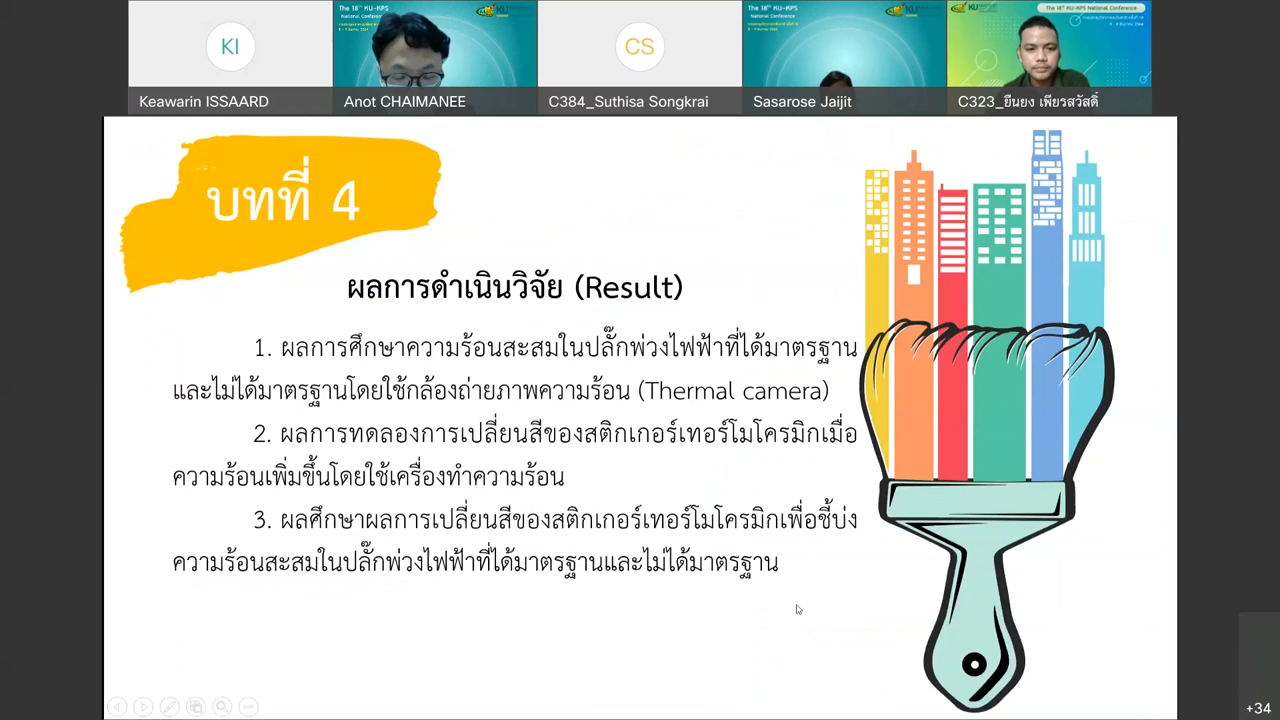 KI
CS
The 18th KU-KPS
National Conference
The 18th KU-KPS
National Conference
The 18th KU-KPS National Conference
Keawarin ISSAARD
Anot CHAIMANEE
C384_Suthisa Songkrai
Sasarose Jaijit
C323_ยืนยง เพียรสวัสดิ์
บทที่ 4
ผลการดำเนินวิจัย (Result)
1. ผลการศึกษาความร้อนสะสมในปลั๊กพ่วงไฟฟ้าที่ได้มาตรฐาน
และไม่ได้มาตรฐานโดยใช้กล้องถ่ายภาพความร้อน (Thermal camera)
2. ผลการทดลองการเปลี่ยนสีของสติกเกอร์เทอร์โมโครมิกเมื่อ
ความร้อนเพิ่มขึ้นโดยใช้เครื่องทำความร้อน
3. ผลศึกษาผลการเปลี่ยนสีของสติกเกอร์เทอร์โมโครมิกเพื่อชี้บ่ง
ความร้อนสะสมในปลั๊กพ่วงไฟฟ้าที่ได้มาตรฐานและไม่ได้มาตรฐาน
+34